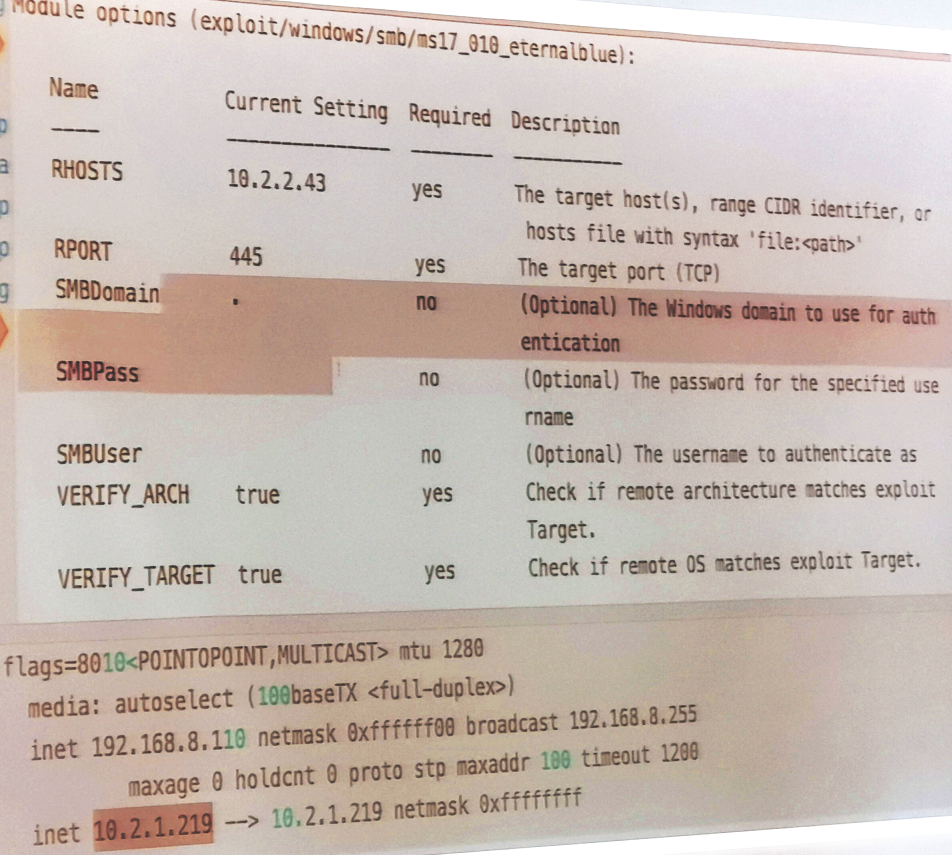 Module options (exploit/windows/smb/ms17_010_eternalblue):
Name Current Setting Required Description
---- --------------- -------- -----------
RHOSTS 10.2.2.43 yes The target host(s), range CIDR identifier, or
hosts file with syntax 'file:<path>'
RPORT 445 yes The target port (TCP)
SMBDomain . no (Optional) The Windows domain to use for auth
entication
SMBPass no (Optional) The password for the specified use
rname
SMBUser no (Optional) The username to authenticate as
VERIFY_ARCH true yes Check if remote architecture matches exploit
Target.
VERIFY_TARGET true yes Check if remote OS matches exploit Target.
flags=8010<POINTOPOINT,MULTICAST> mtu 1280
media: autoselect (100baseTX <full-duplex>)
inet 192.168.8.110 netmask 0xffffff00 broadcast 192.168.8.255
maxage 0 holdcnt 0 proto stp maxaddr 100 timeout 1200
inet 10.2.1.219 --> 10.2.1.219 netmask 0xffffffff